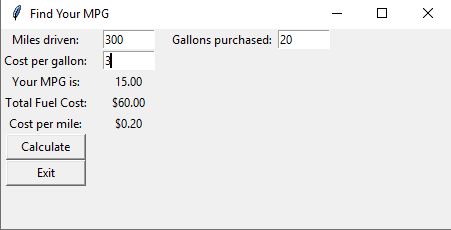 Find Your MPG
Miles driven: 300 Gallons purchased: 20
Cost per gallon: 3
Your MPG is: 15.00
Total Fuel Cost: $60.00
Cost per mile: $0.20
Calculate
Exit